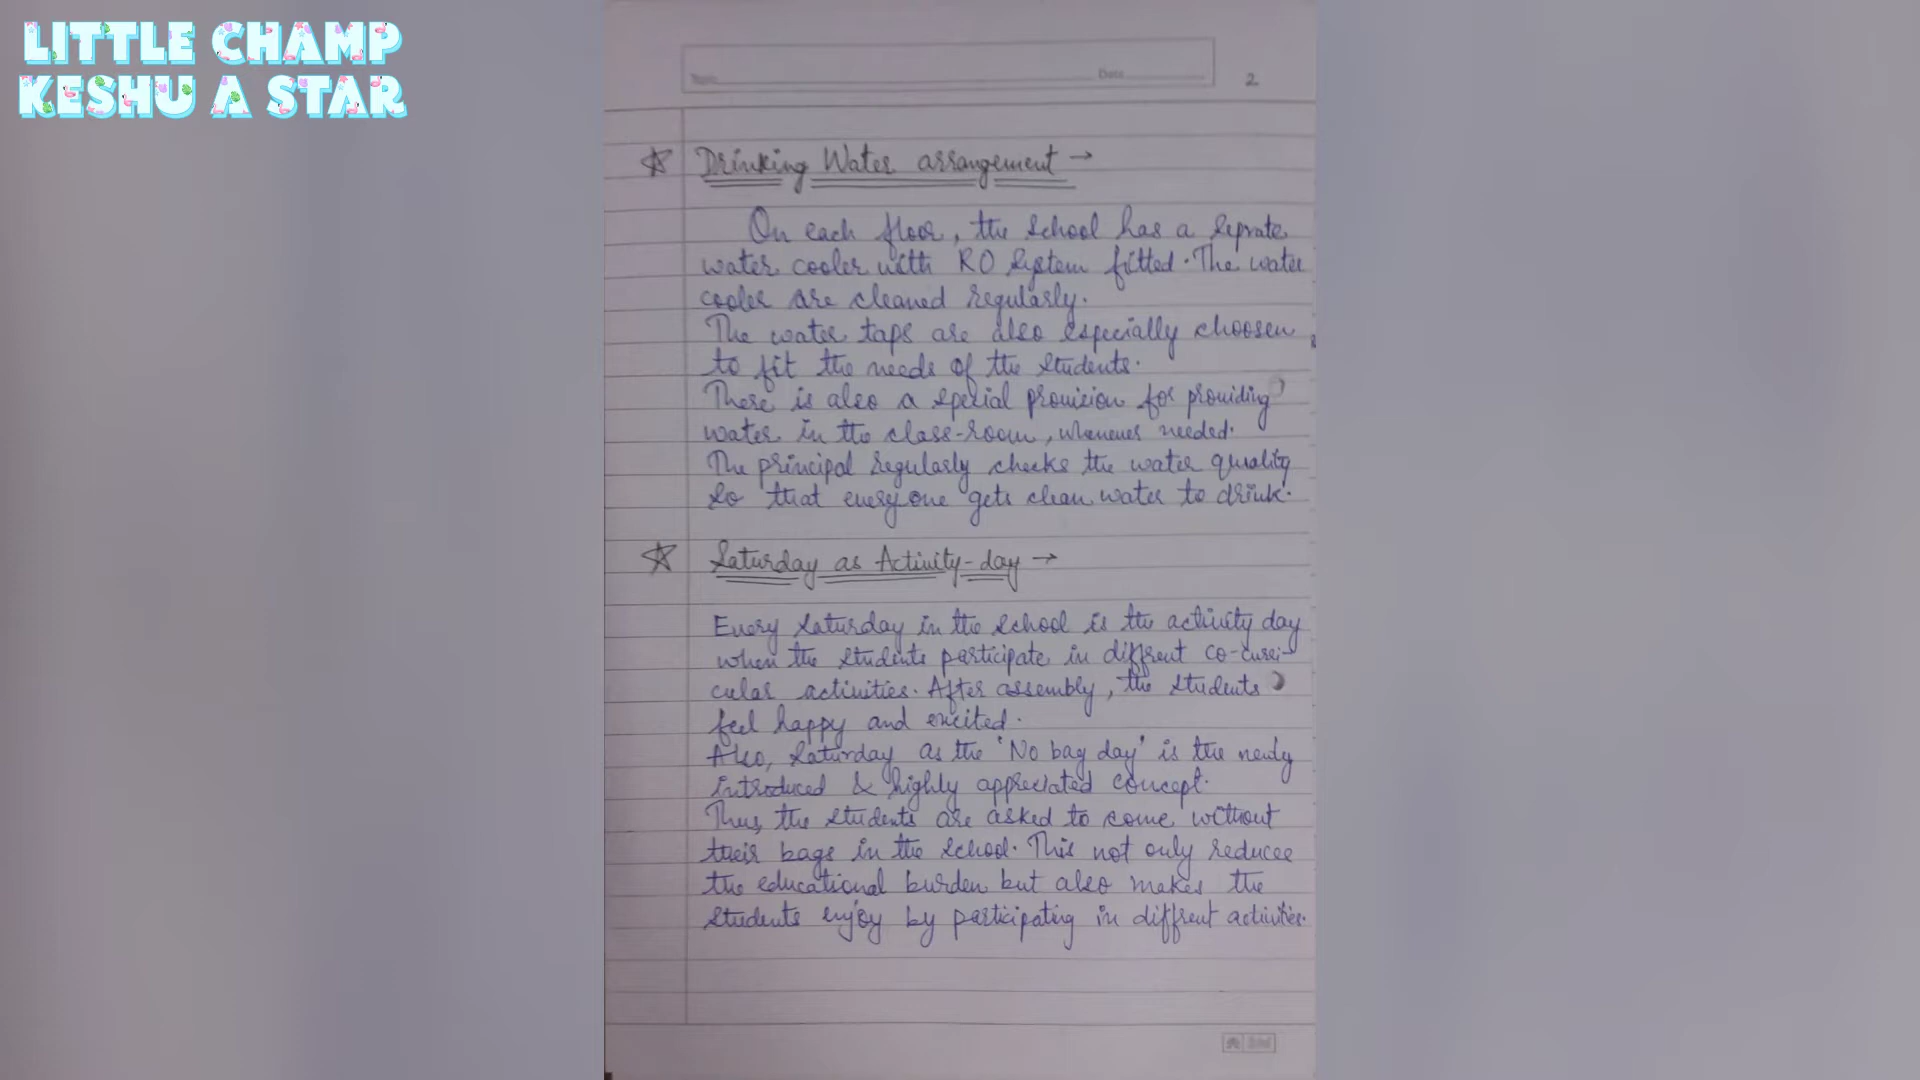 LITTLE CHAMP
KESHU A STAR
Date
2
Drinking Water arrangement →
On each floor, the school has a seprate
water cooler with RO system fitted. The water
cooler are cleaned regularly.
The water taps are also especially choosen
to fit the needs of the students.
There is also a special provision for providing
water in the class-room, whenever needed.
The principal regularly checks the water quality
so that everyone gets clean water to drink.
Saturday as Activity-day →
Every saturday in the school is the activity day
when the students participate in diffrent co-curri-
cular activities. After assembly, the students
feel happy and excited.
Also, saturday as the 'No bag day' is the newly
introduced & highly appreciated concept.
Thus, the students are asked to come without
their bags in the school. This not only reduces
the educational burden but also makes the
students enjoy by participating in diffrent activities.